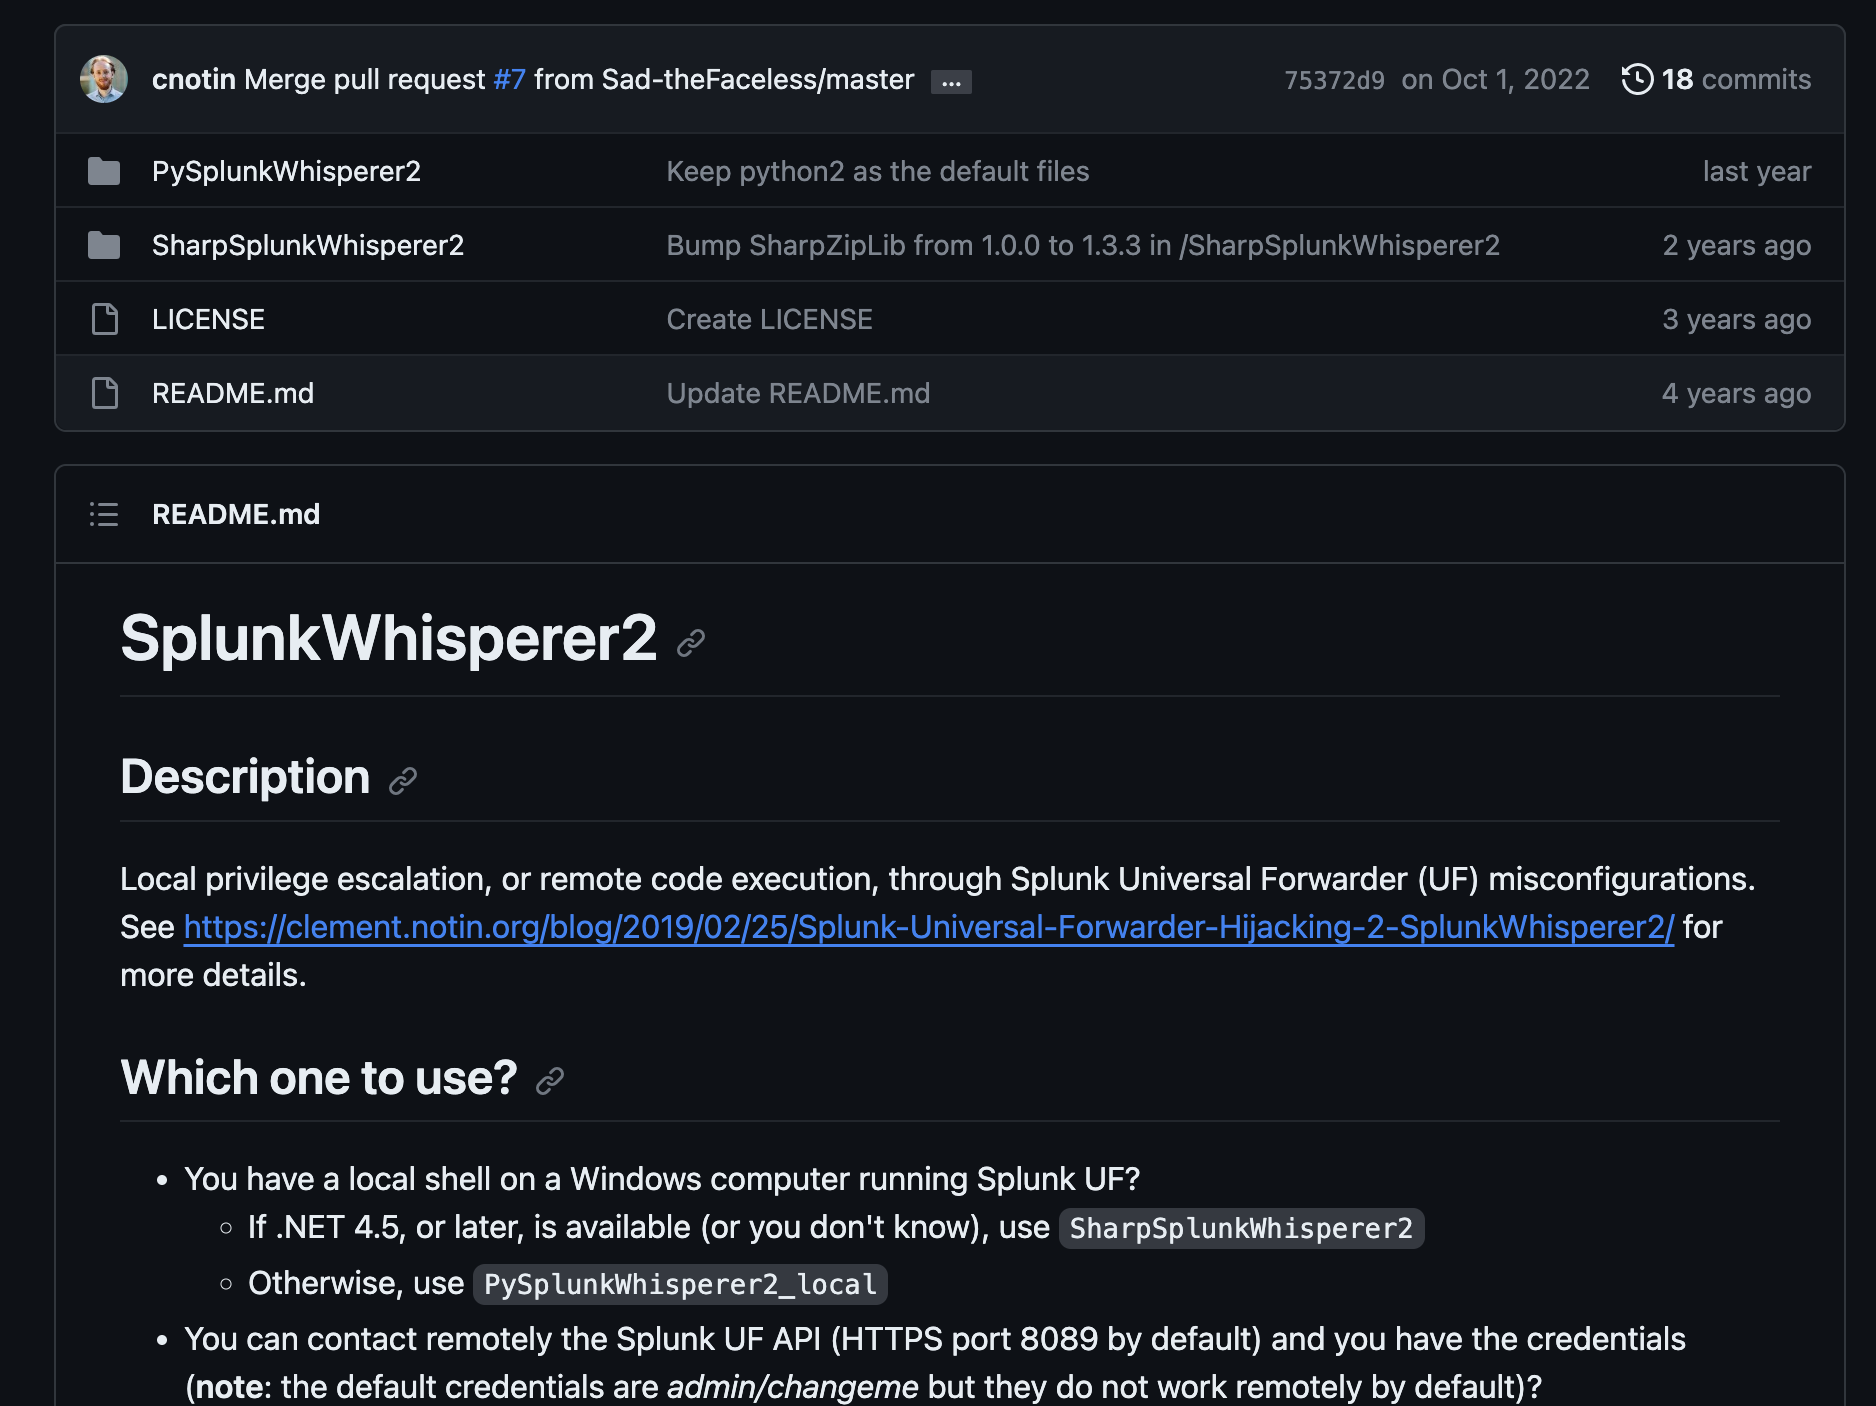 cnotin Merge pull request #7 from Sad-theFaceless/master ... 75372d9 on Oct 1, 2022 18 commits
PySplunkWhisperer2 Keep python2 as the default files last year
SharpSplunkWhisperer2 Bump SharpZipLib from 1.0.0 to 1.3.3 in /SharpSplunkWhisperer2 2 years ago
LICENSE Create LICENSE 3 years ago
README.md Update README.md 4 years ago
README.md
SplunkWhisperer2
Description
Local privilege escalation, or remote code execution, through Splunk Universal Forwarder (UF) misconfigurations.
See https://clement.notin.org/blog/2019/02/25/Splunk-Universal-Forwarder-Hijacking-2-SplunkWhisperer2/ for
more details.
Which one to use?
• You have a local shell on a Windows computer running Splunk UF?
◦ If .NET 4.5, or later, is available (or you don't know), use SharpSplunkWhisperer2
◦ Otherwise, use PySplunkWhisperer2_local
• You can contact remotely the Splunk UF API (HTTPS port 8089 by default) and you have the credentials
(note: the default credentials are admin/changeme but they do not work remotely by default)?